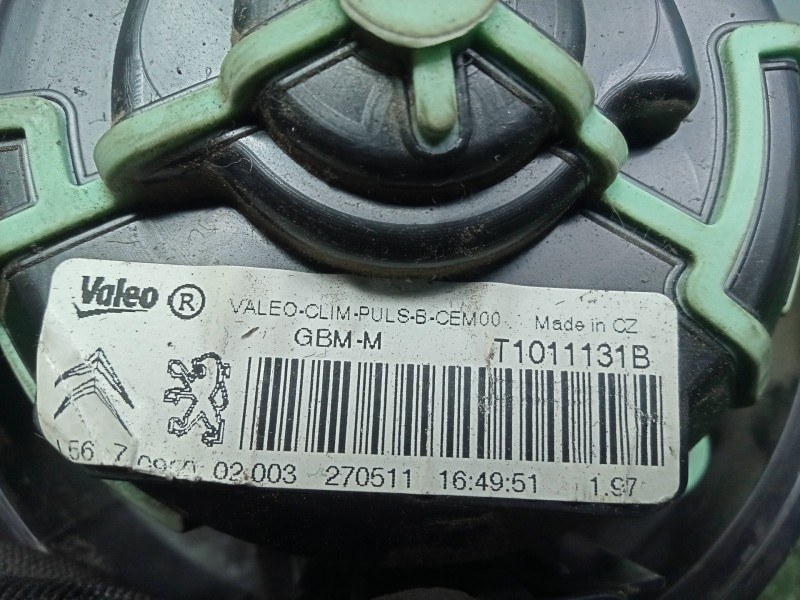 Valeo ® VALEO-CLIM-PULS-B-CEM00 Made in CZ
GBM-M T1011131B
02 003 270511 16:49:51 1.97